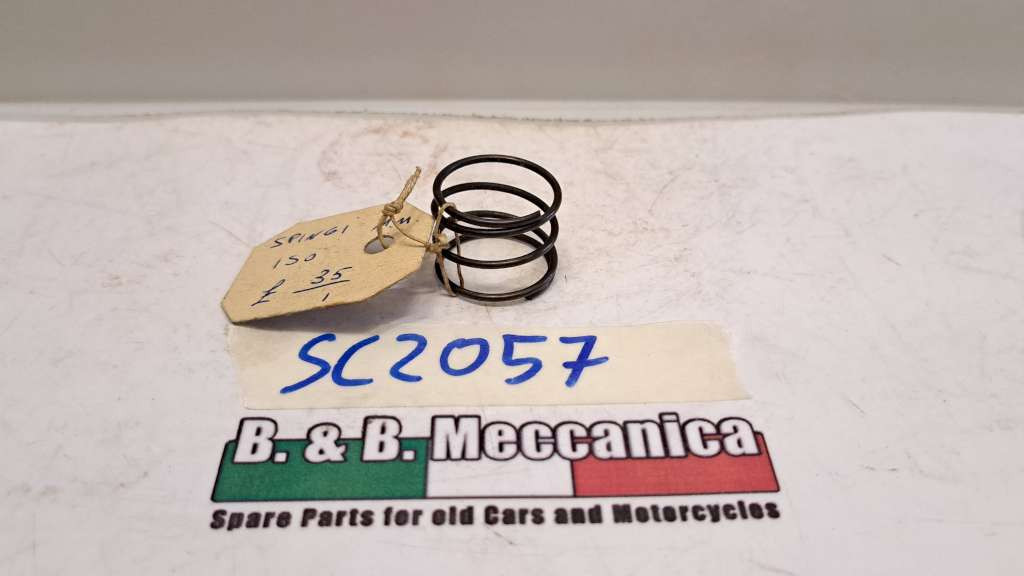 SPINGI
ISO
£ 35
1
SC2057
B. & B. Meccanica
Spare Parts for old Cars and Motorcycles